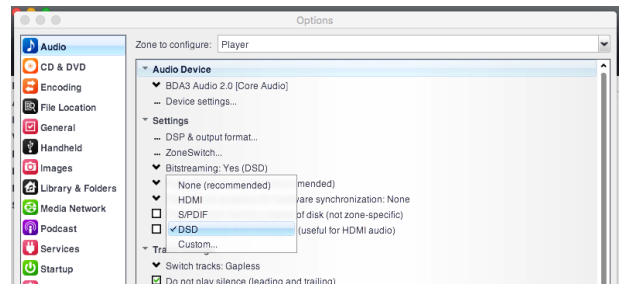 Options
Audio
CD & DVD
Encoding
File Location
General
Handheld
Images
Library & Folders
Media Network
Podcast
Services
Startup
Zone to configure: Player
Audio Device
BDA3 Audio 2.0 [Core Audio]
... Device settings...
Settings
... DSP & output format...
... ZoneSwitch...
Bitstreaming: Yes (DSD)
None (recommended)
HDMI
S/PDIF
✓DSD
Custom...
mended)
ware synchronization: None
of disk (not zone-specific)
(useful for HDMI audio)
Tra
Switch tracks: Gapless
Do not play silence (leading and trailing)